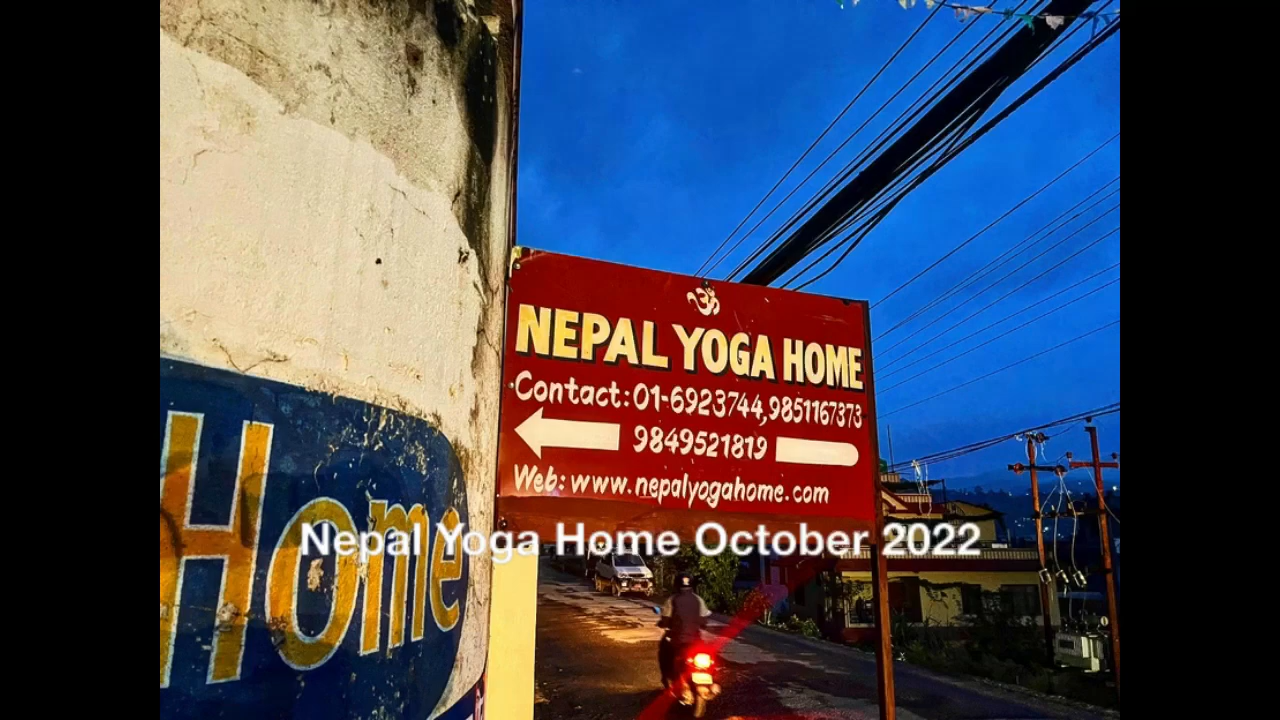 ॐ
NEPAL YOGA HOME
Contact:01-6923744,9851167373
9849521819
Web: www.nepalyogahome.com
Home
Nepal Yoga Home October 2022